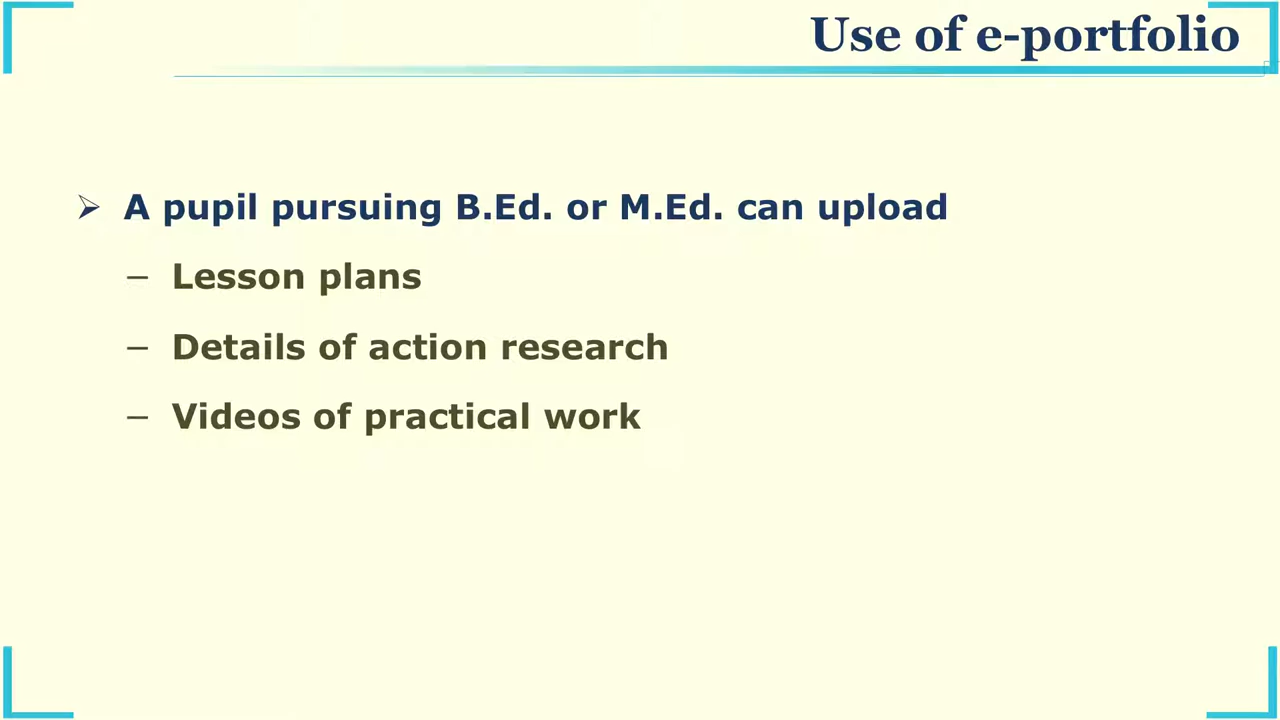 Use of e-portfolio
➢ A pupil pursuing B.Ed. or M.Ed. can upload
– Lesson plans
– Details of action research
– Videos of practical work